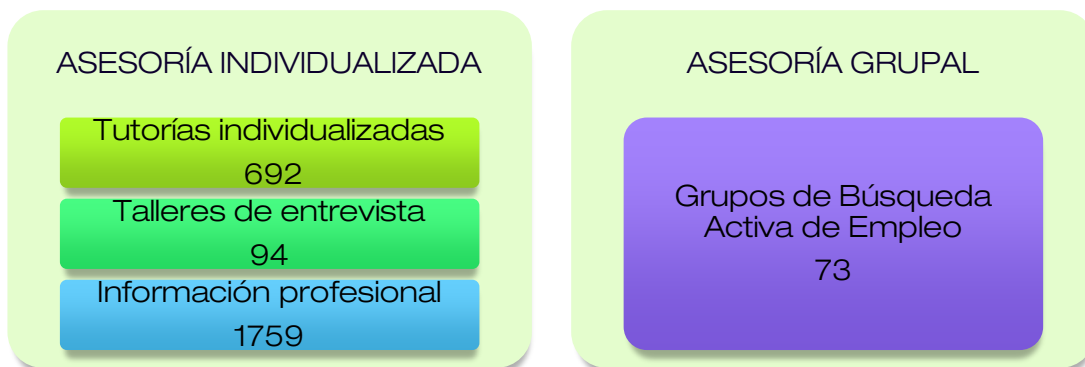 ASESORÍA INDIVIDUALIZADA
Tutorías individualizadas
692
Talleres de entrevista
94
Información profesional
1759
ASESORÍA GRUPAL
Grupos de Búsqueda
Activa de Empleo
73